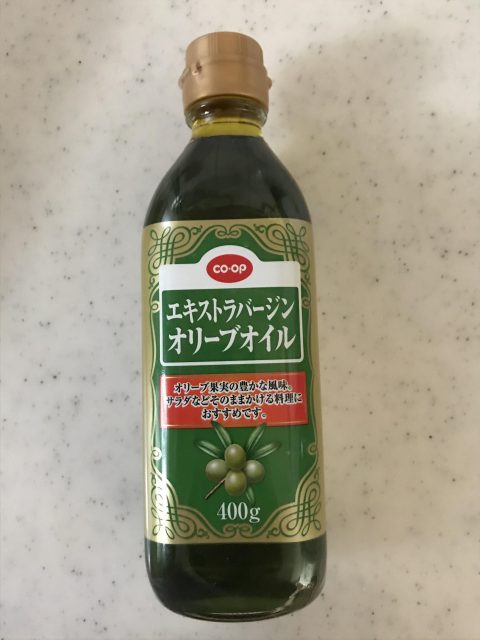 CO·OP
エキストラバージン
オリーブオイル
オリーブ果実の豊かな風味。
サラダなどそのままかける料理に
おすすめです。
400g